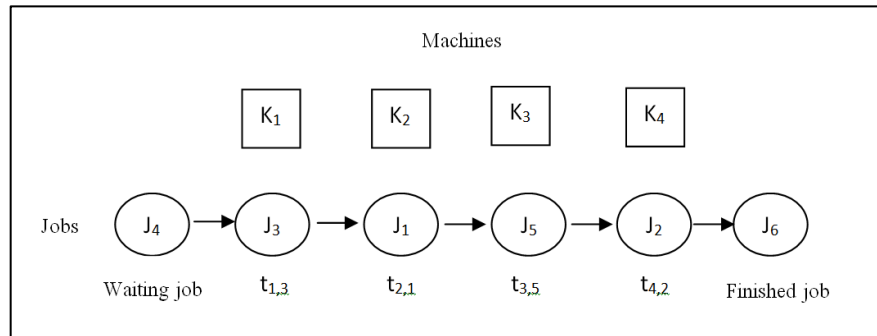 Machines
K₁ K₂ K₃ K₄
Jobs J₄ J₃ J₁ J₅ J₂ J₆
Waiting job t₁,₃ t₂,₁ t₃,₅ t₄,₂ Finished job